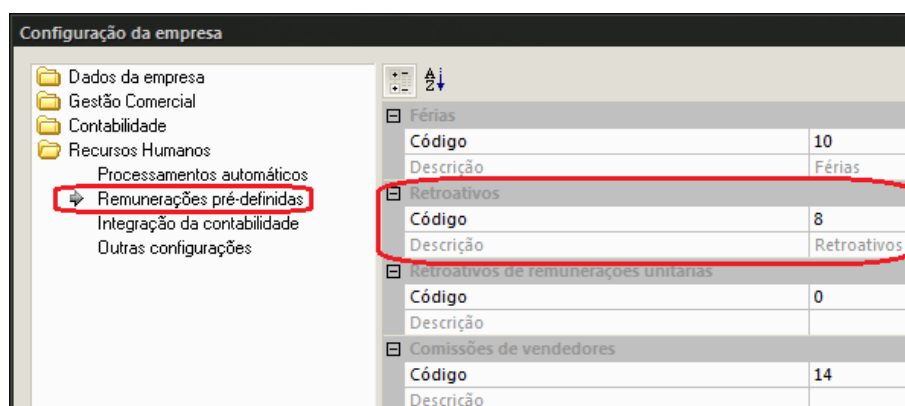 Configuração da empresa
Dados da empresa
Gestão Comercial
Contabilidade
Recursos Humanos
Processamentos automáticos
Remunerações pré-definidas
Integração da contabilidade
Outras configurações
Férias
Código 10
Descrição Férias
Retroativos
Código 8
Descrição Retroativos
Retroativos de remunerações unitárias
Código 0
Descrição
Comissões de vendedores
Código 14
Descrição